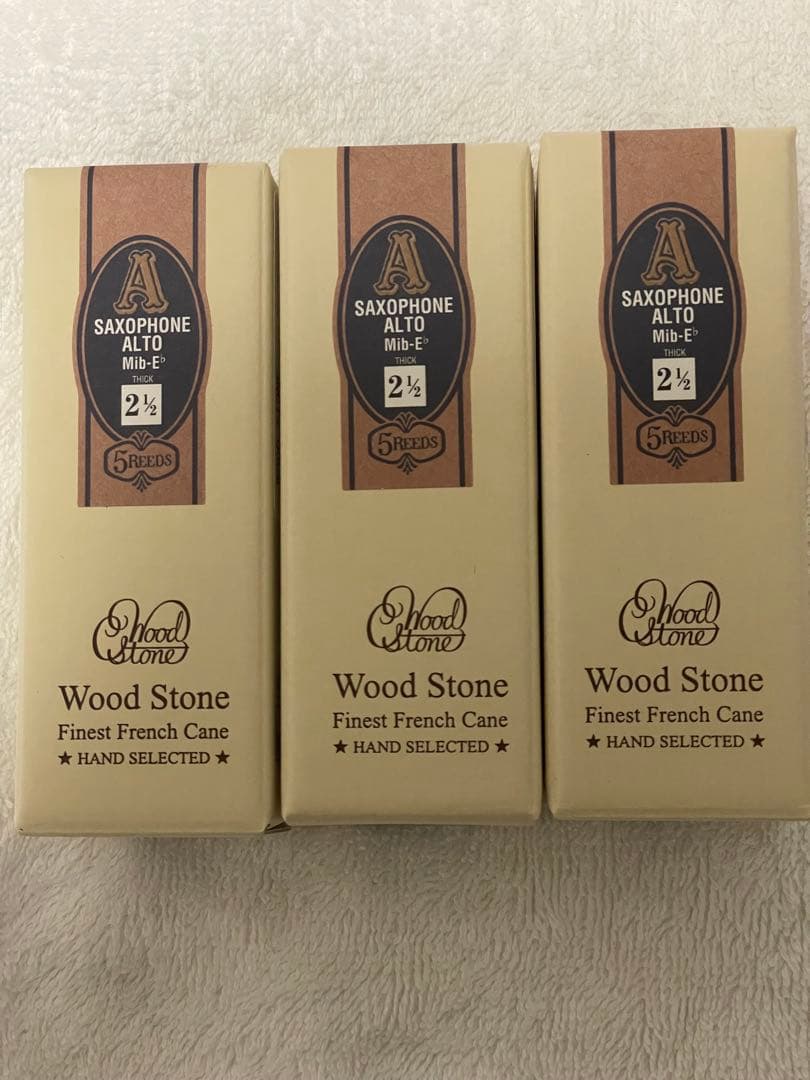 A
SAXOPHONE
ALTO
Mib-E♭
THICK
2½
5REEDS
Wood
Stone
Wood Stone
Finest French Cane
★ HAND SELECTED ★
A
SAXOPHONE
ALTO
Mib-E♭
THICK
2½
5REEDS
Wood
Stone
Wood Stone
Finest French Cane
★ HAND SELECTED ★
A
SAXOPHONE
ALTO
Mib-E♭
THICK
2½
5REEDS
Wood
Stone
Wood Stone
Finest French Cane
★ HAND SELECTED ★